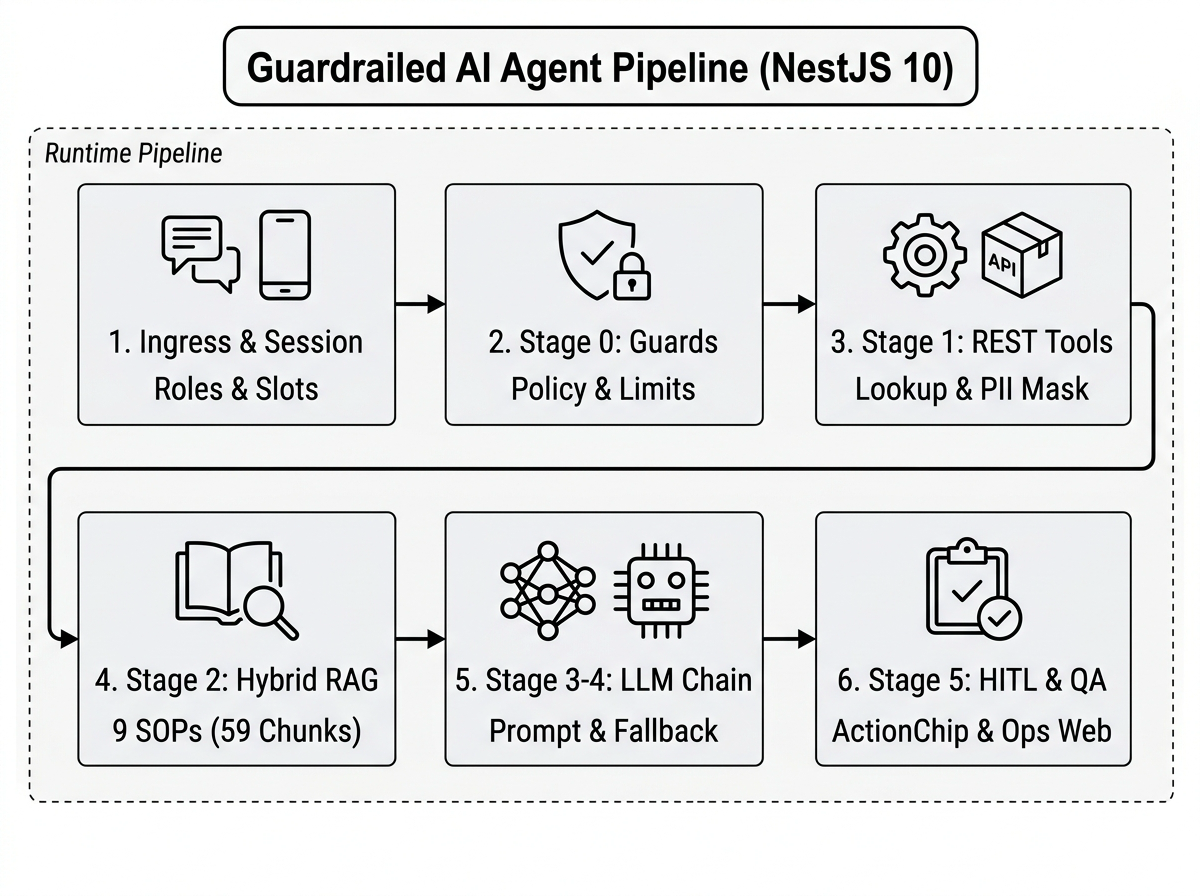 Guardrailed AI Agent Pipeline (NestJS 10)
Runtime Pipeline
1. Ingress & Session
Roles & Slots
2. Stage 0: Guards
Policy & Limits
API
3. Stage 1: REST Tools
Lookup & PII Mask
4. Stage 2: Hybrid RAG
9 SOPs (59 Chunks)
5. Stage 3-4: LLM Chain
Prompt & Fallback
6. Stage 5: HITL & QA
ActionChip & Ops Web